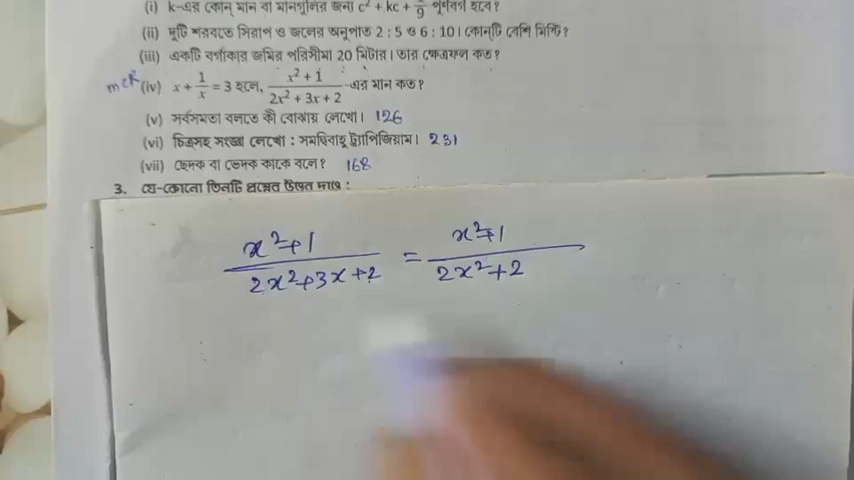 (i) k-এর কোন্ মান বা মানগুলির জন্য c² + kc + 1/9 পূর্ণবর্গ হবে?
(ii) দুটি শরবতে সিরাপ ও জলের অনুপাত 2 : 5 ও 6 : 10। কোনটি বেশি মিষ্টি?
(iii) একটি বর্গাকার জমির পরিসীমা 20 মিটার। তার ক্ষেত্রফল কত?
(iv) x + 1/x = 3 হলে, (x² + 1)/(2x² + 3x + 2) -এর মান কত?
(v) সর্বসমতা বলতে কী বোঝায় লেখো। 126
(vi) চিত্রসহ সংজ্ঞা লেখো : সমদ্বিবাহু ট্র্যাপিজিয়াম। 231
(vii) ছেদক বা ভেদক কাকে বলে? 168
3. যে-কোনো তিনটি প্রশ্নের উত্তর দাও :
(x²+1)/(2x²+3x+2) = (x²+1)/(2x²+2)